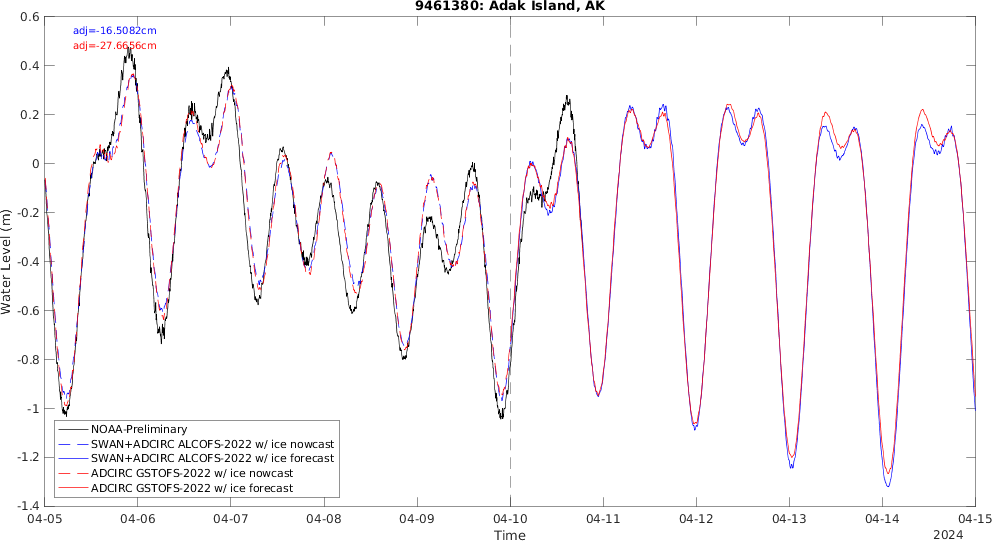 9461380: Adak Island, AK
adj=-16.5082cm
adj=-27.6656cm
0.6
0.4
0.2
0
-0.2
-0.4
-0.6
-0.8
-1
-1.2
-1.4
Water Level (m)
NOAA-Preliminary
SWAN+ADCIRC ALCOFS-2022 w/ ice nowcast
SWAN+ADCIRC ALCOFS-2022 w/ ice forecast
ADCIRC GSTOFS-2022 w/ ice nowcast
ADCIRC GSTOFS-2022 w/ ice forecast
04-05 04-06 04-07 04-08 04-09 04-10 04-11 04-12 04-13 04-14 04-15
Time
2024